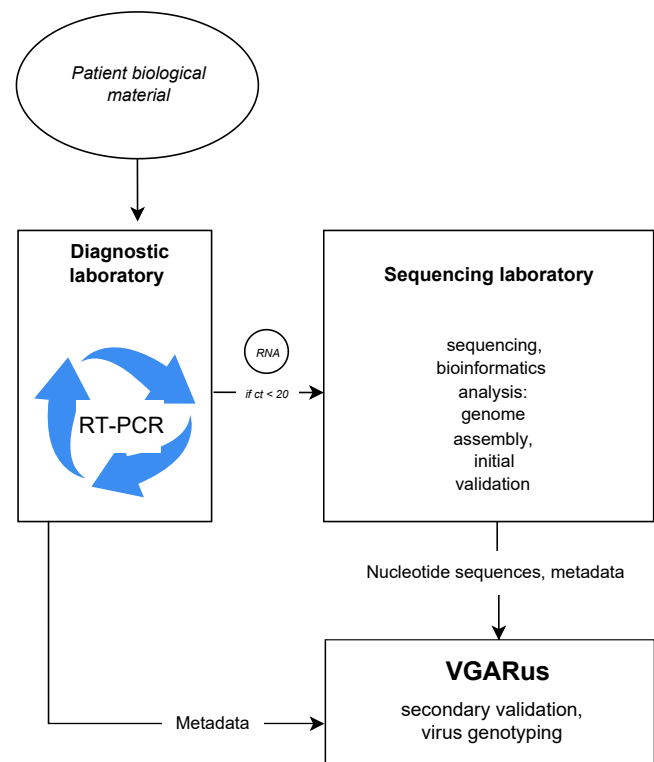 Patient biological
material
Diagnostic
laboratory
RT-PCR
RNA
if ct < 20
Sequencing laboratory
sequencing,
bioinformatics
analysis:
genome
assembly,
initial
validation
Nucleotide sequences, metadata
Metadata
VGARus
secondary validation,
virus genotyping